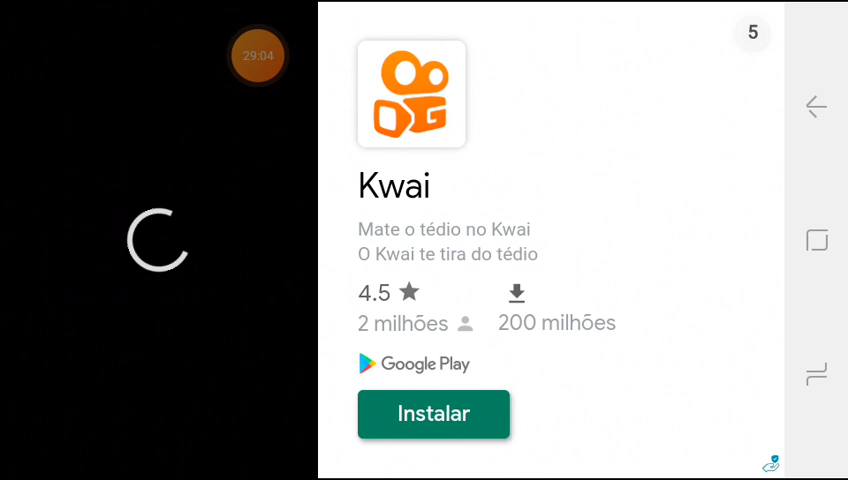 29:04
5
Kwai
Mate o tédio no Kwai
O Kwai te tira do tédio
4.5
2 milhões
200 milhões
Google Play
Instalar